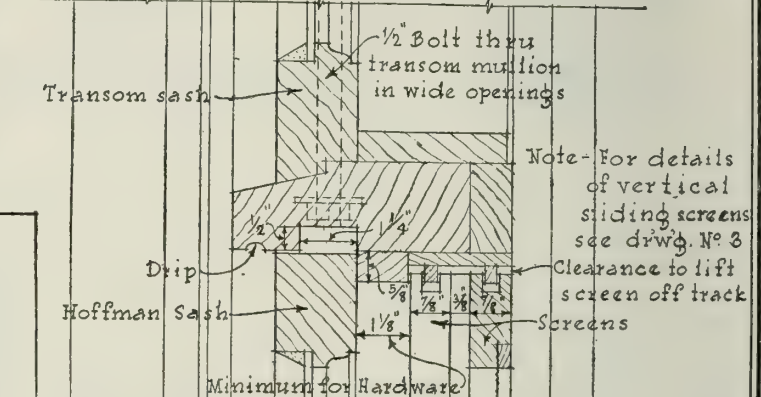 1/2" Bolt thru
transom mullion
in wide openings
Transom sash
Note- For details
of vertical
sliding screens
see dr'w'g. Nº 3
1/2"
1 1/4"
Drip
Clearance to lift
screen off track
5/8"
7/8"
3/8"
7/8"
Hoffman Sash
Screens
1 1/8"
Minimum for Hardware